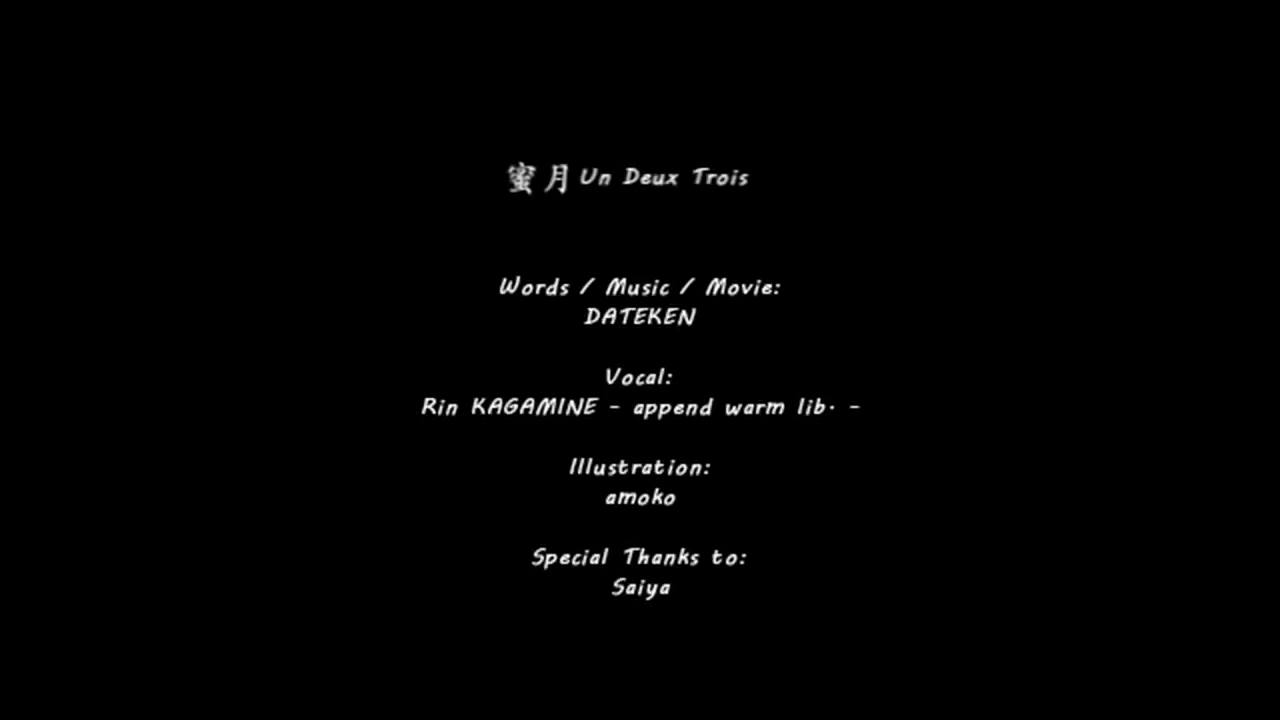 蜜月 Un Deux Trois
Words / Music / Movie:
DATEKEN
Vocal:
Rin KAGAMINE - append warm lib. -
Illustration:
amoko
Special Thanks to:
Saiya